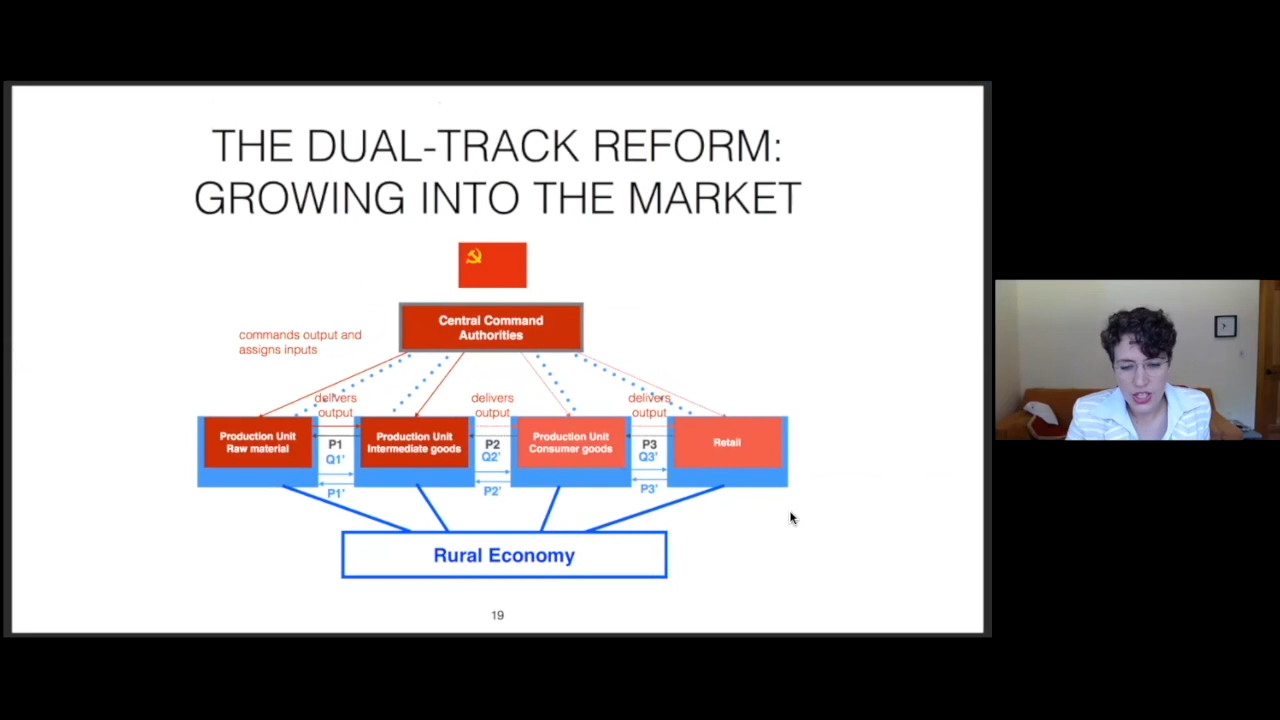 THE DUAL-TRACK REFORM:
GROWING INTO THE MARKET
Central Command
Authorities
commands output and
assigns inputs
delivers
output
delivers
output
delivers
output
Production Unit
Raw material
P1
Q1'
P1'
Production Unit
Intermediate goods
P2
Q2'
P2'
Production Unit
Consumer goods
P3
Q3'
P3'
Retail
Rural Economy
19